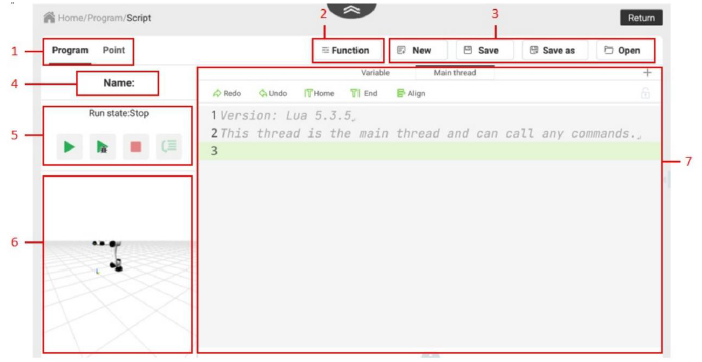 2
3
Home/Program/Script
Return
1
Program Point
Function
New
Save
Save as
Open
4
Name:
Variable Main thread +
Redo Undo Home End Align
5
Run state:Stop
1 Version: Lua 5.3.5,
2 This thread is the main thread and can call any commands.,
3
7
6